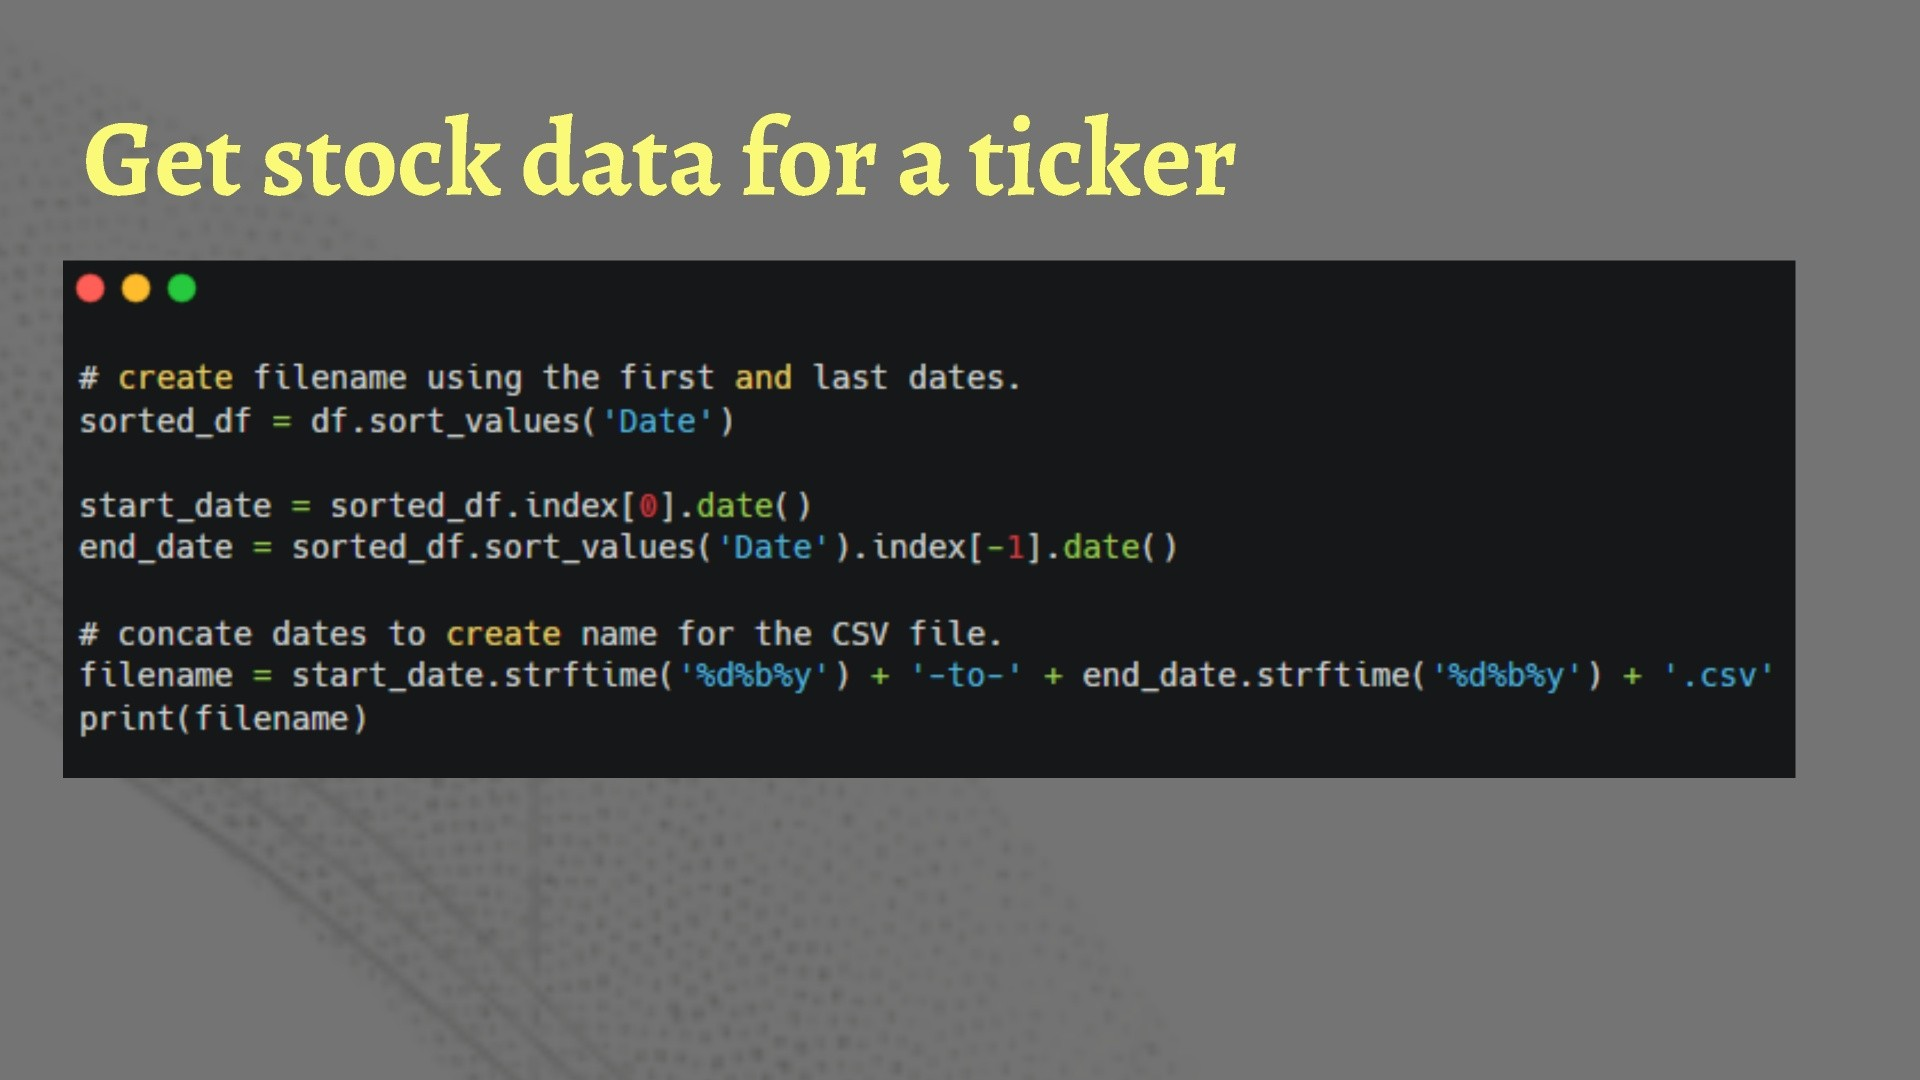 Get stock data for a ticker
# create filename using the first and last dates.
sorted_df = df.sort_values('Date')
start_date = sorted_df.index[0].date()
end_date = sorted_df.sort_values('Date').index[-1].date()
# concate dates to create name for the CSV file.
filename = start_date.strftime('%d%b%y') + '-to-' + end_date.strftime('%d%b%y') + '.csv'
print(filename)